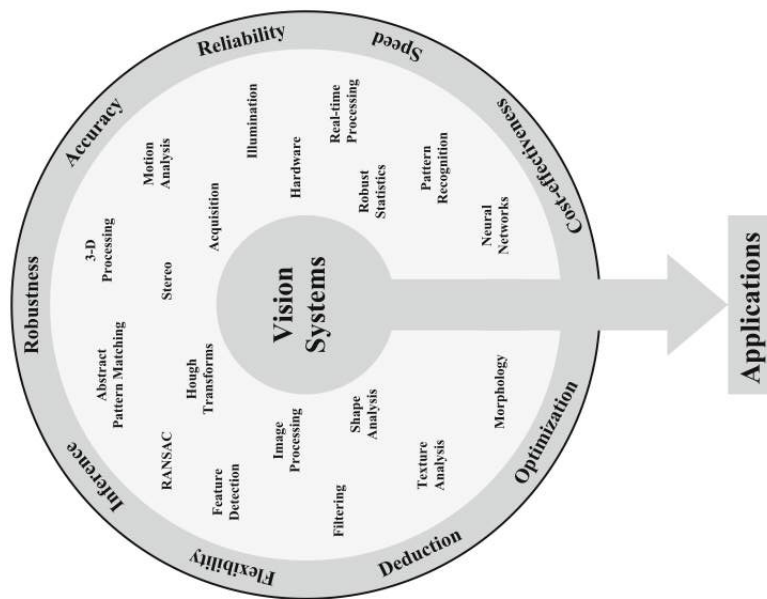 Robustness
Accuracy
Reliability
Speed
Cost-effectiveness
Optimization
Deduction
Flexibility
Inference
Abstract
Pattern Matching
3-D
Processing
Motion
Analysis
RANSAC
Stereo
Hough
Transforms
Acquisition
Illumination
Feature
Detection
Image
Processing
Hardware
Real-time
Processing
Filtering
Shape
Analysis
Robust
Statistics
Pattern
Recognition
Texture
Analysis
Morphology
Neural
Networks
Vision
Systems
Applications